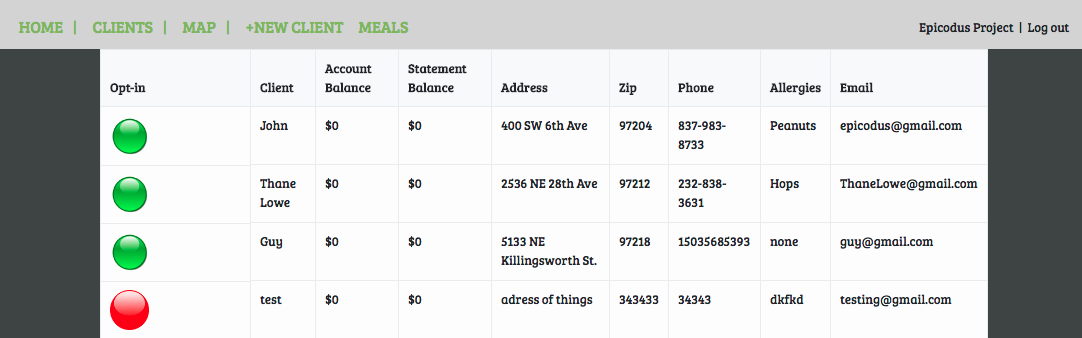 HOME | CLIENTS | MAP | +NEW CLIENT MEALS Epicodus Project | Log out
Opt-in Client Account Balance Statement Balance Address Zip Phone Allergies Email
John $0 $0 400 SW 6th Ave 97204 837-983-8733 Peanuts epicodus@gmail.com
Thane Lowe $0 $0 2536 NE 28th Ave 97212 232-838-3631 Hops ThaneLowe@gmail.com
Guy $0 $0 5133 NE Killingsworth St. 97218 15035685393 none guy@gmail.com
test $0 $0 adress of things 343433 34343 dkfkd testing@gmail.com